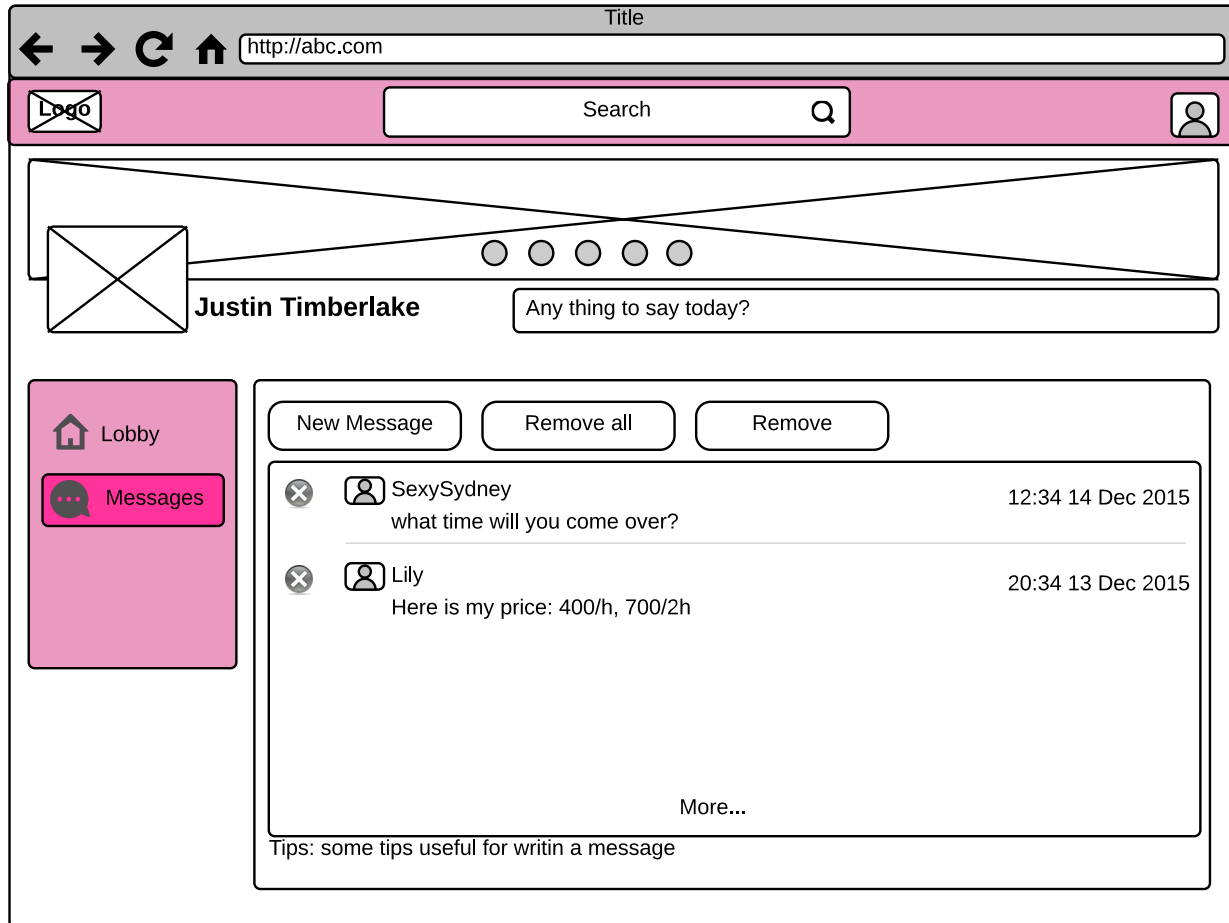 Title
http://abc.com
Logo
Search
Justin Timberlake
Any thing to say today?
Lobby
Messages
New Message
Remove all
Remove
SexySydney
12:34 14 Dec 2015
what time will you come over?
Lily
20:34 13 Dec 2015
Here is my price: 400/h, 700/2h
More...
Tips: some tips useful for writin a message